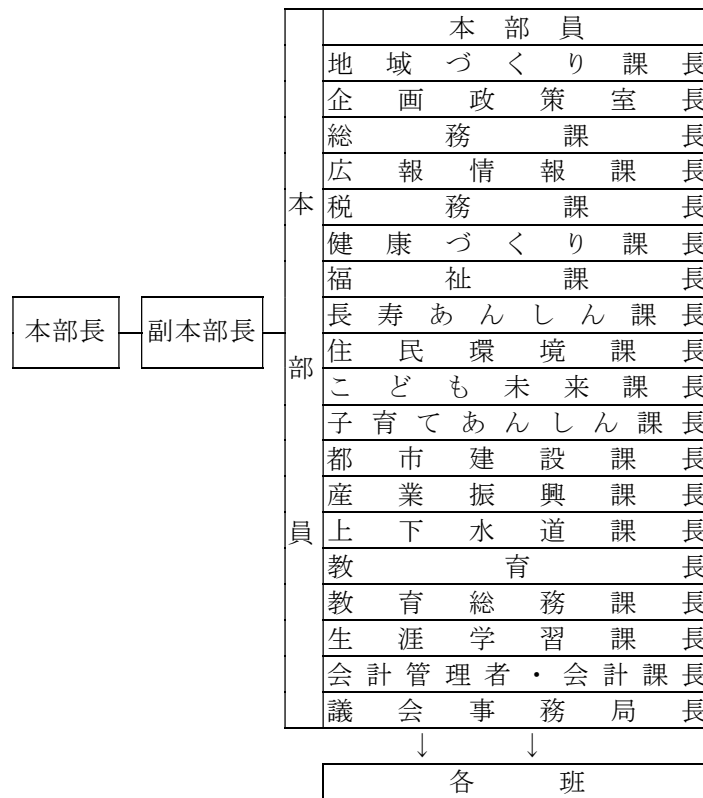 本部長
副本部長
本部員
本部員
地域づくり課長
企画政策室長
総務課長
広報情報課長
税務課長
健康づくり課長
福祉課長
長寿あんしん課長
住民環境課長
こども未来課長
子育てあんしん課長
都市建設課長
産業振興課長
上下水道課長
教育長
教育総務課長
生涯学習課長
会計管理者・会計課長
議会事務局長
↓ ↓
各班